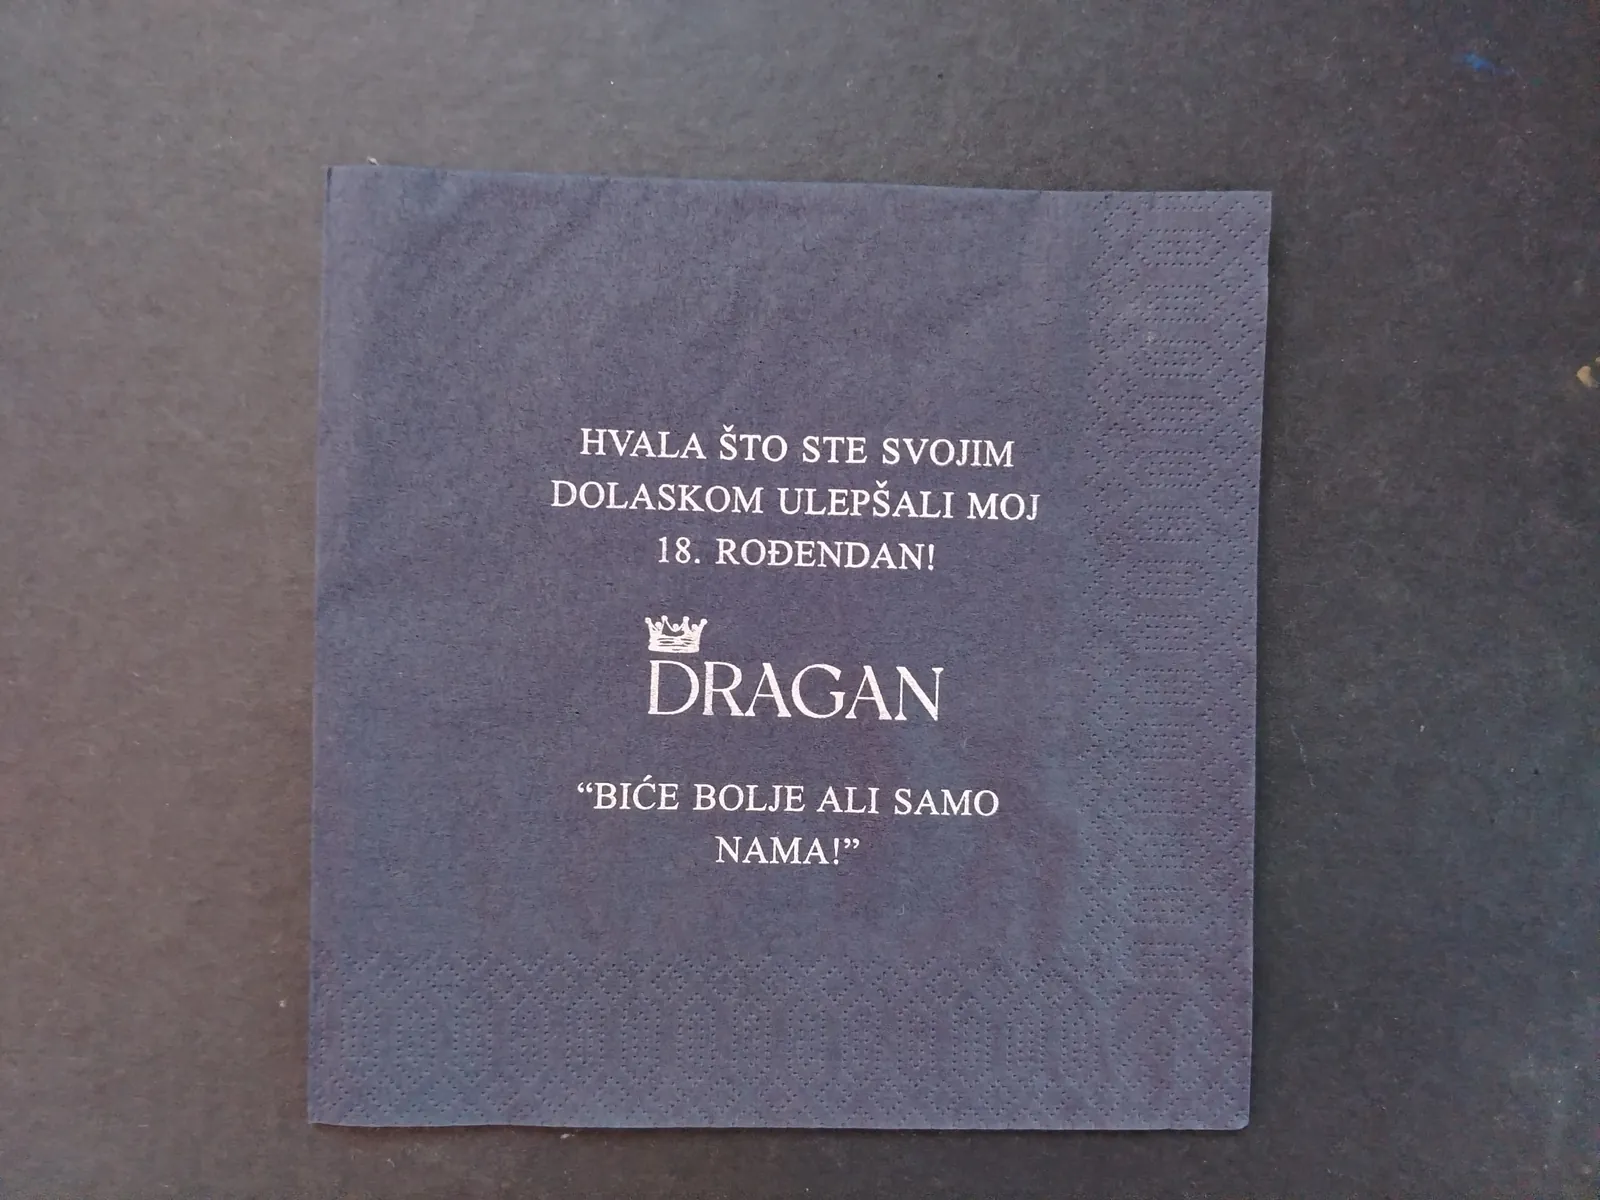 HVALA ŠTO STE SVOJIM
DOLASKOM ULEPŠALI MOJ
18. ROĐENDAN!
DRAGAN
“BIĆE BOLJE ALI SAMO
NAMA!”